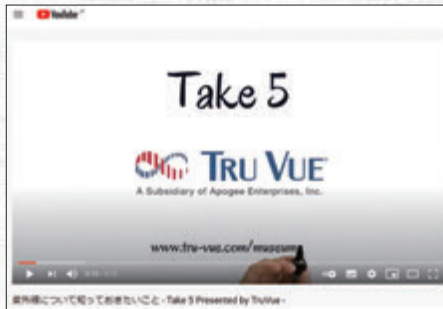 YouTube
Take 5
TRU VUE
A Subsidiary of Apogee Enterprises, Inc.
www.tru-vue.com/museum
紫外線について知っておきたいこと - Take 5 Presented by TruVue -